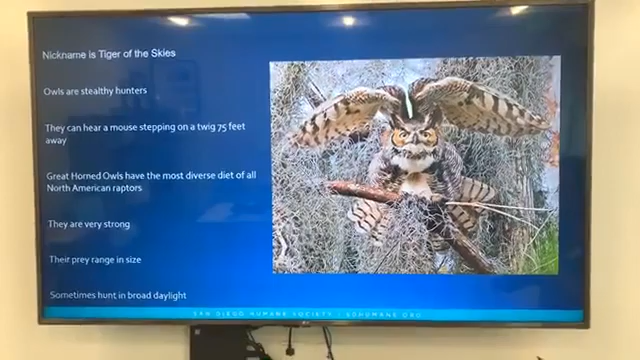 Nickname is Tiger of the Skies
Owls are stealthy hunters
They can hear a mouse stepping on a twig 75 feet
away
Great Horned Owls have the most diverse diet of all
North American raptors
They are very strong
Their prey range in size
Sometimes hunt in broad daylight
SAN DIEGO HUMANE SOCIETY - SDHUMANE.ORG
LG